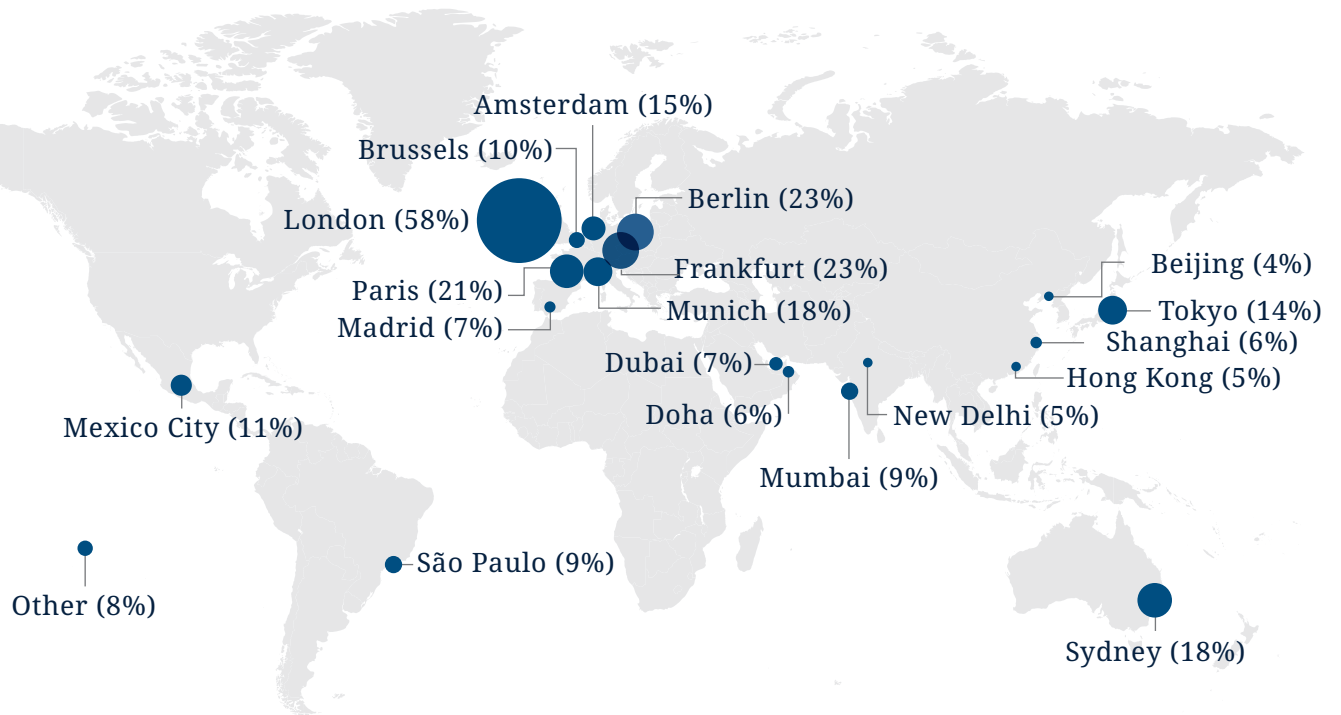 Amsterdam (15%)
Brussels (10%)
Berlin (23%)
London (58%)
Frankfurt (23%)
Beijing (4%)
Paris (21%)
Munich (18%)
Tokyo (14%)
Madrid (7%)
Shanghai (6%)
Dubai (7%)
Hong Kong (5%)
Doha (6%)
New Delhi (5%)
Mexico City (11%)
Mumbai (9%)
São Paulo (9%)
Other (8%)
Sydney (18%)